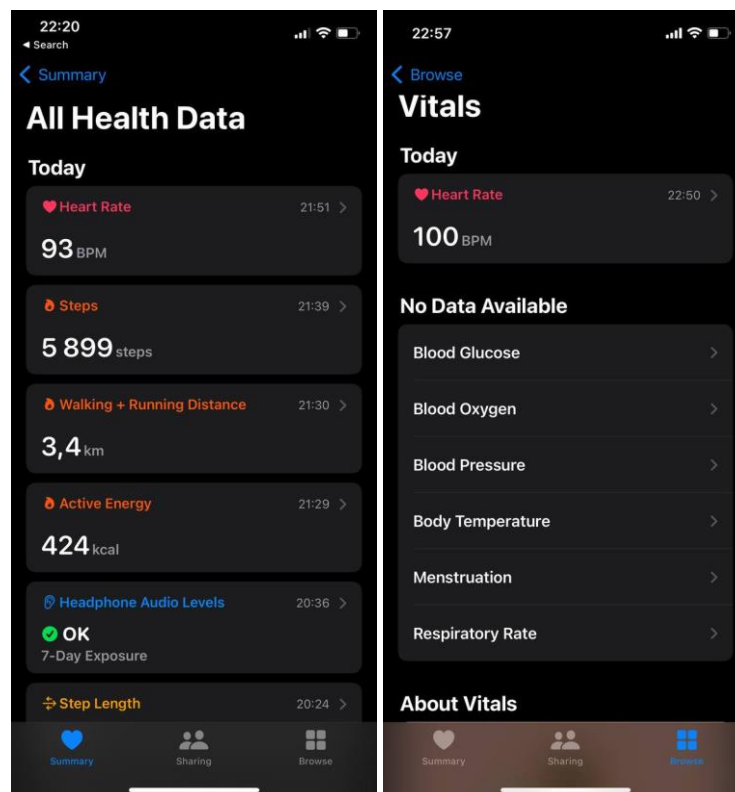 22:20
Search
Summary
All Health Data
Today
Heart Rate 21:51
93 BPM
Steps 21:39
5 899 steps
Walking + Running Distance 21:30
3,4 km
Active Energy 21:29
424 kcal
Headphone Audio Levels 20:36
OK
7-Day Exposure
Step Length 20:24
Summary Sharing Browse
22:57
Browse
Vitals
Today
Heart Rate 22:50
100 BPM
No Data Available
Blood Glucose
Blood Oxygen
Blood Pressure
Body Temperature
Menstruation
Respiratory Rate
About Vitals
Summary Sharing Browse